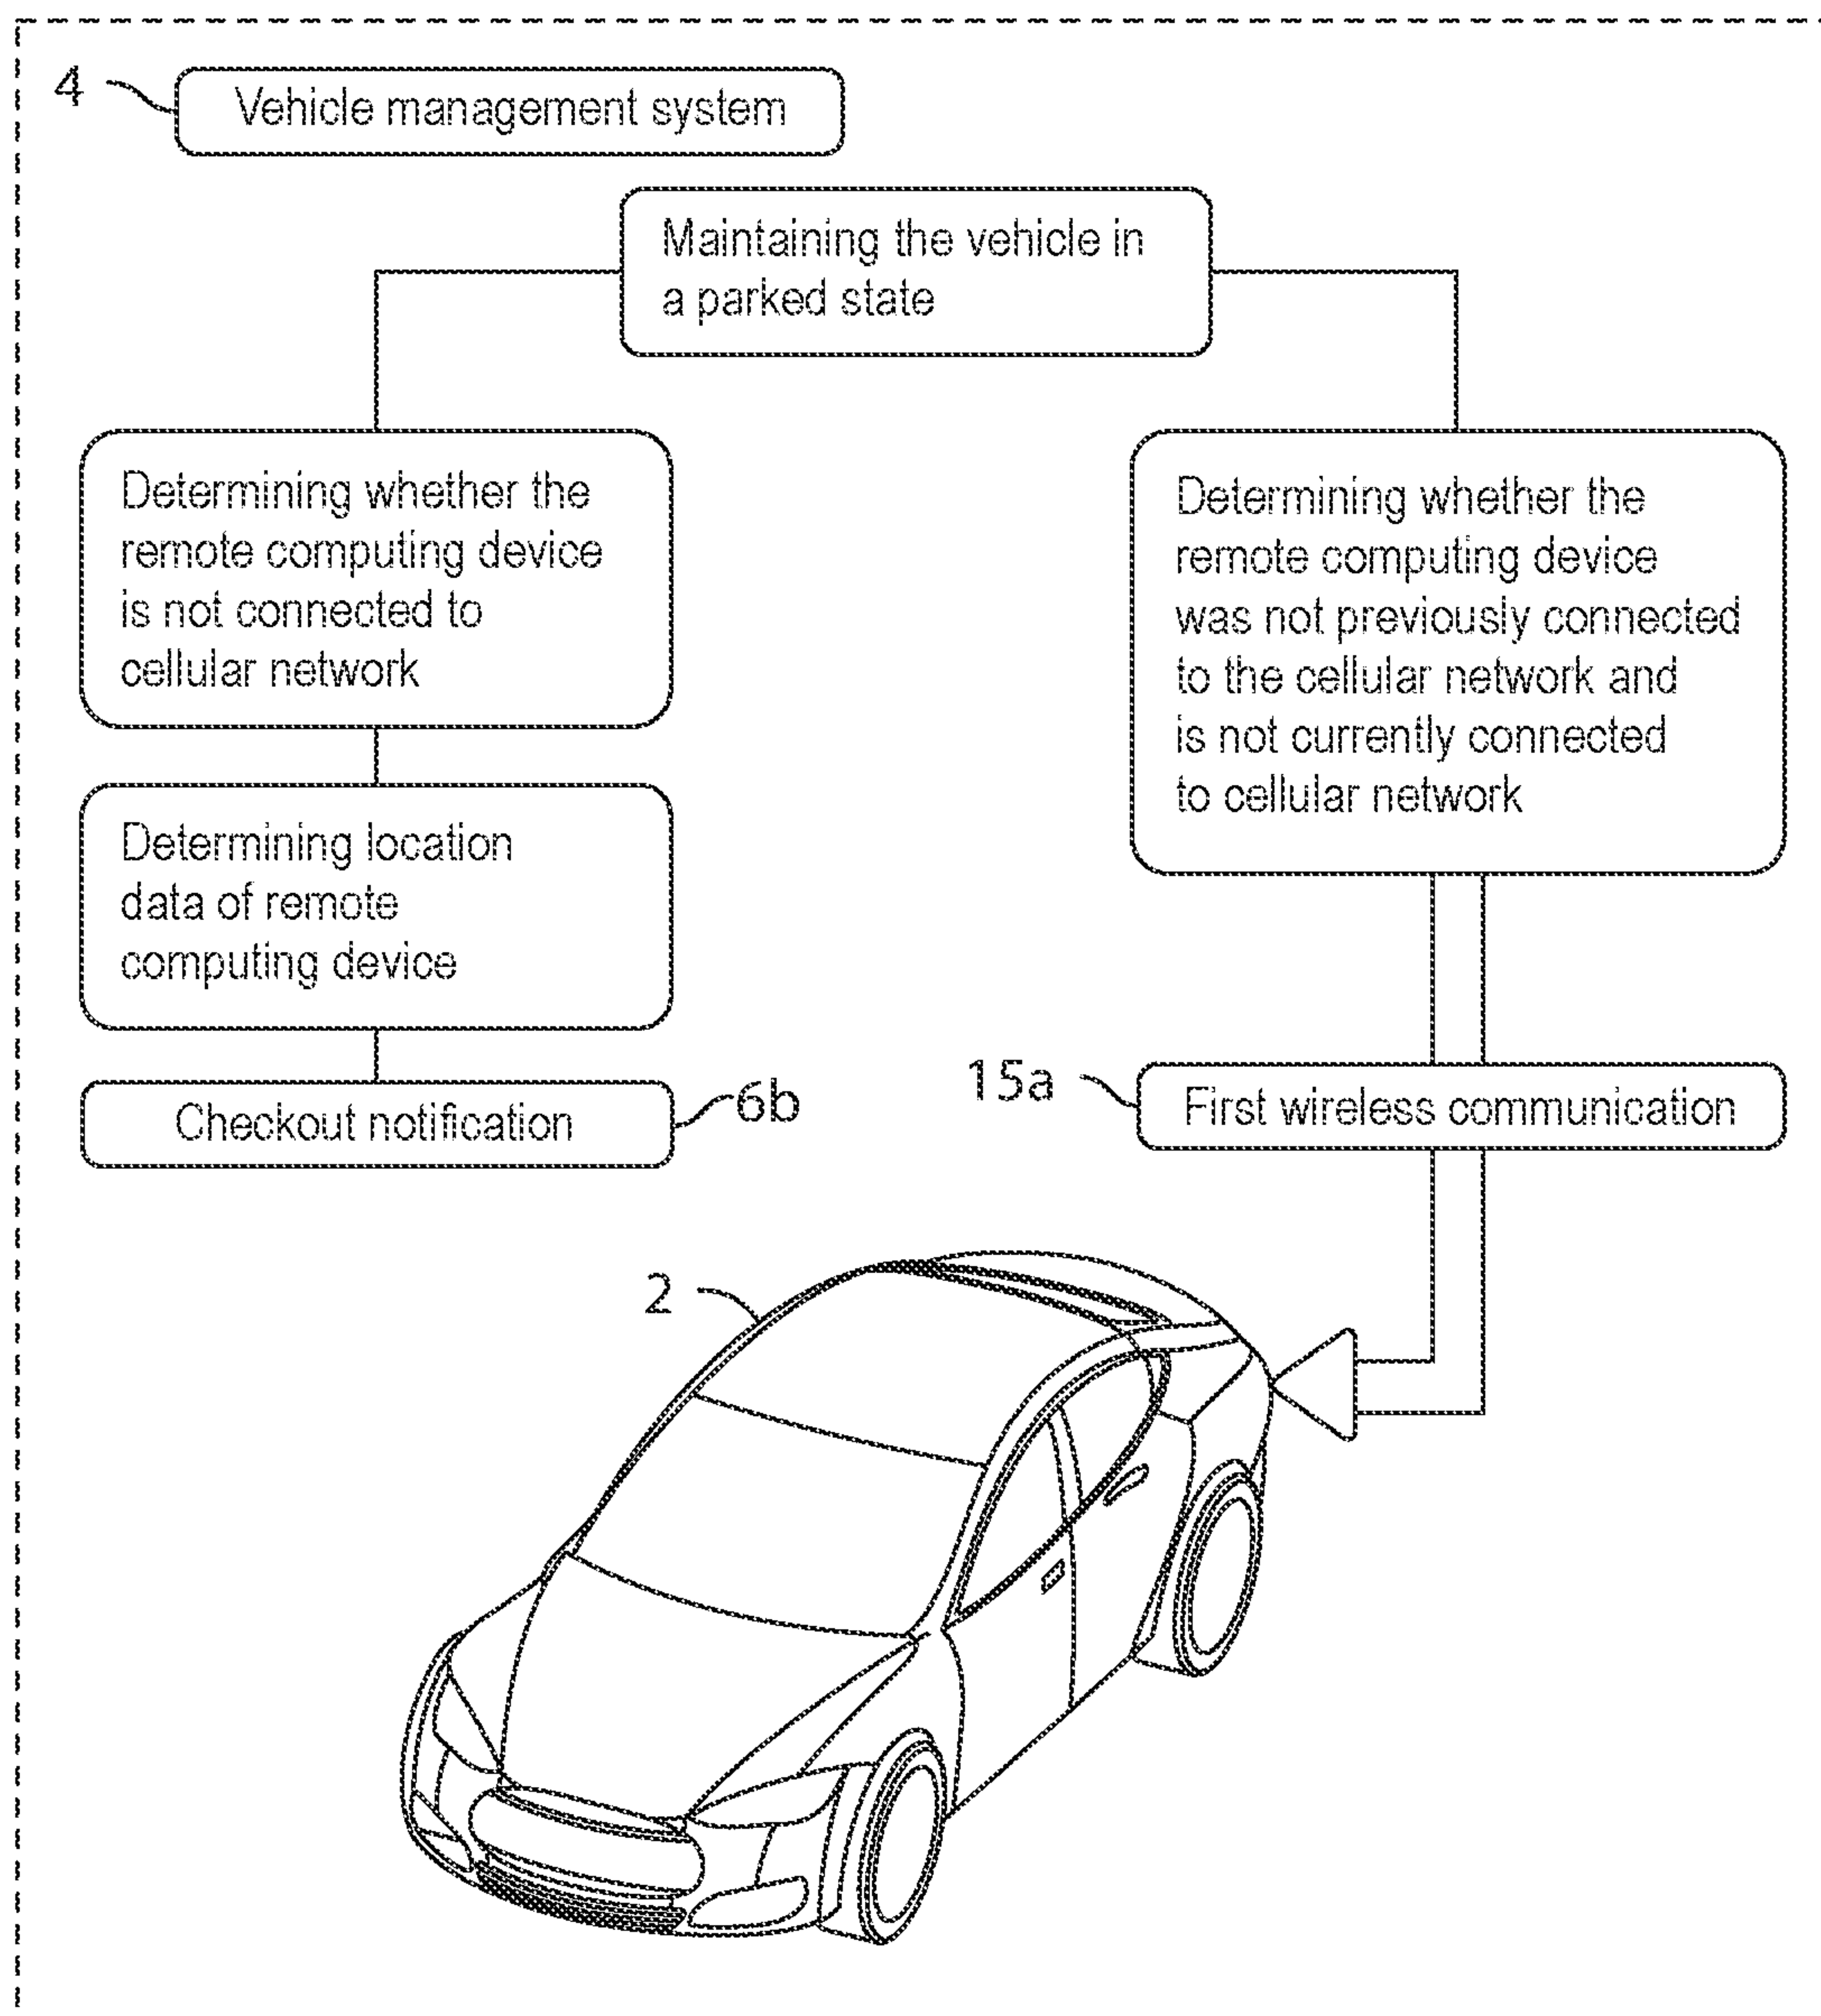 4
Vehicle management system
Maintaining the vehicle in
a parked state
Determining whether the
remote computing device
is not connected to
cellular network
Determining whether the
remote computing device
was not previously connected
to the cellular network and
is not currently connected
to cellular network
Determining location
data of remote
computing device
Checkout notification
6b
15a
First wireless communication
2